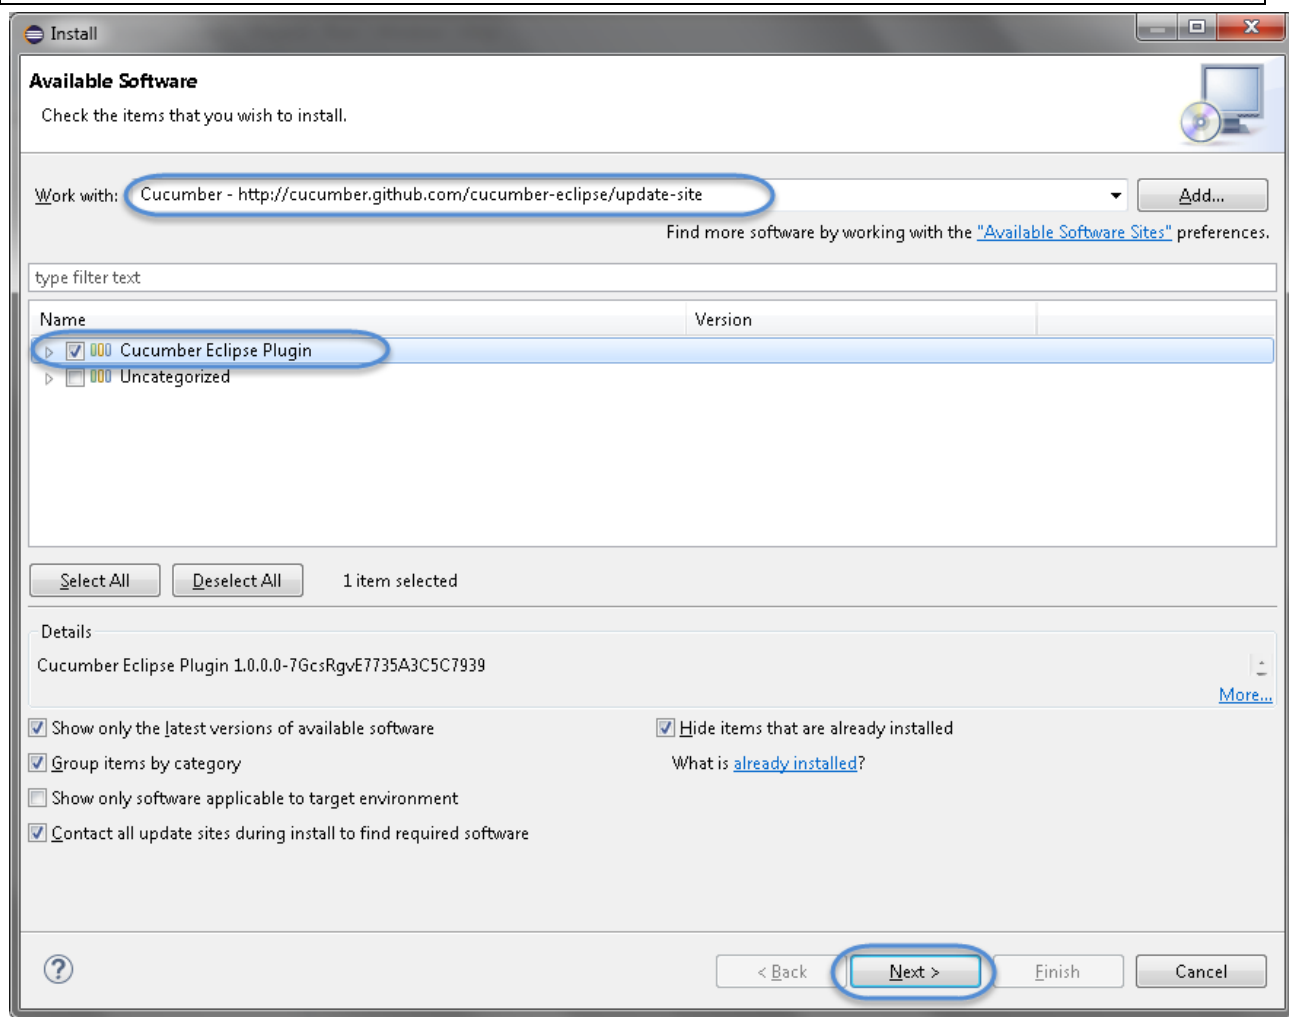 Install
Available Software
Check the items that you wish to install.
Work with: Cucumber - http://cucumber.github.com/cucumber-eclipse/update-site Add...
Find more software by working with the "Available Software Sites" preferences.
type filter text
Name Version
Cucumber Eclipse Plugin
Uncategorized
Select All Deselect All 1 item selected
Details
Cucumber Eclipse Plugin 1.0.0.0-7GcsRgvE7735A3C5C7939
More...
Show only the latest versions of available software Hide items that are already installed
Group items by category What is already installed?
Show only software applicable to target environment
Contact all update sites during install to find required software
? < Back Next > Finish Cancel